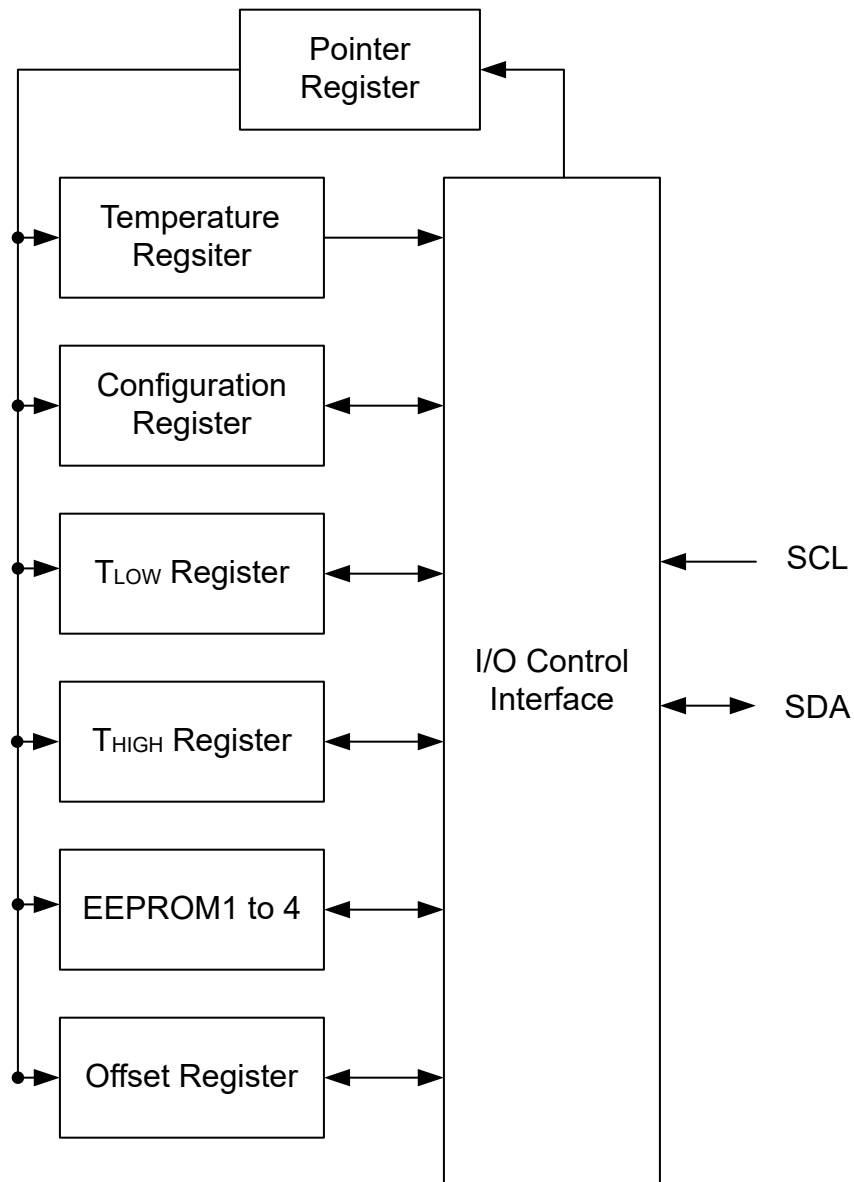 Pointer
Register
Temperature
Regsiter
Configuration
Register
TLOW Register
THIGH Register
EEPROM1 to 4
Offset Register
I/O Control
Interface
SCL
SDA